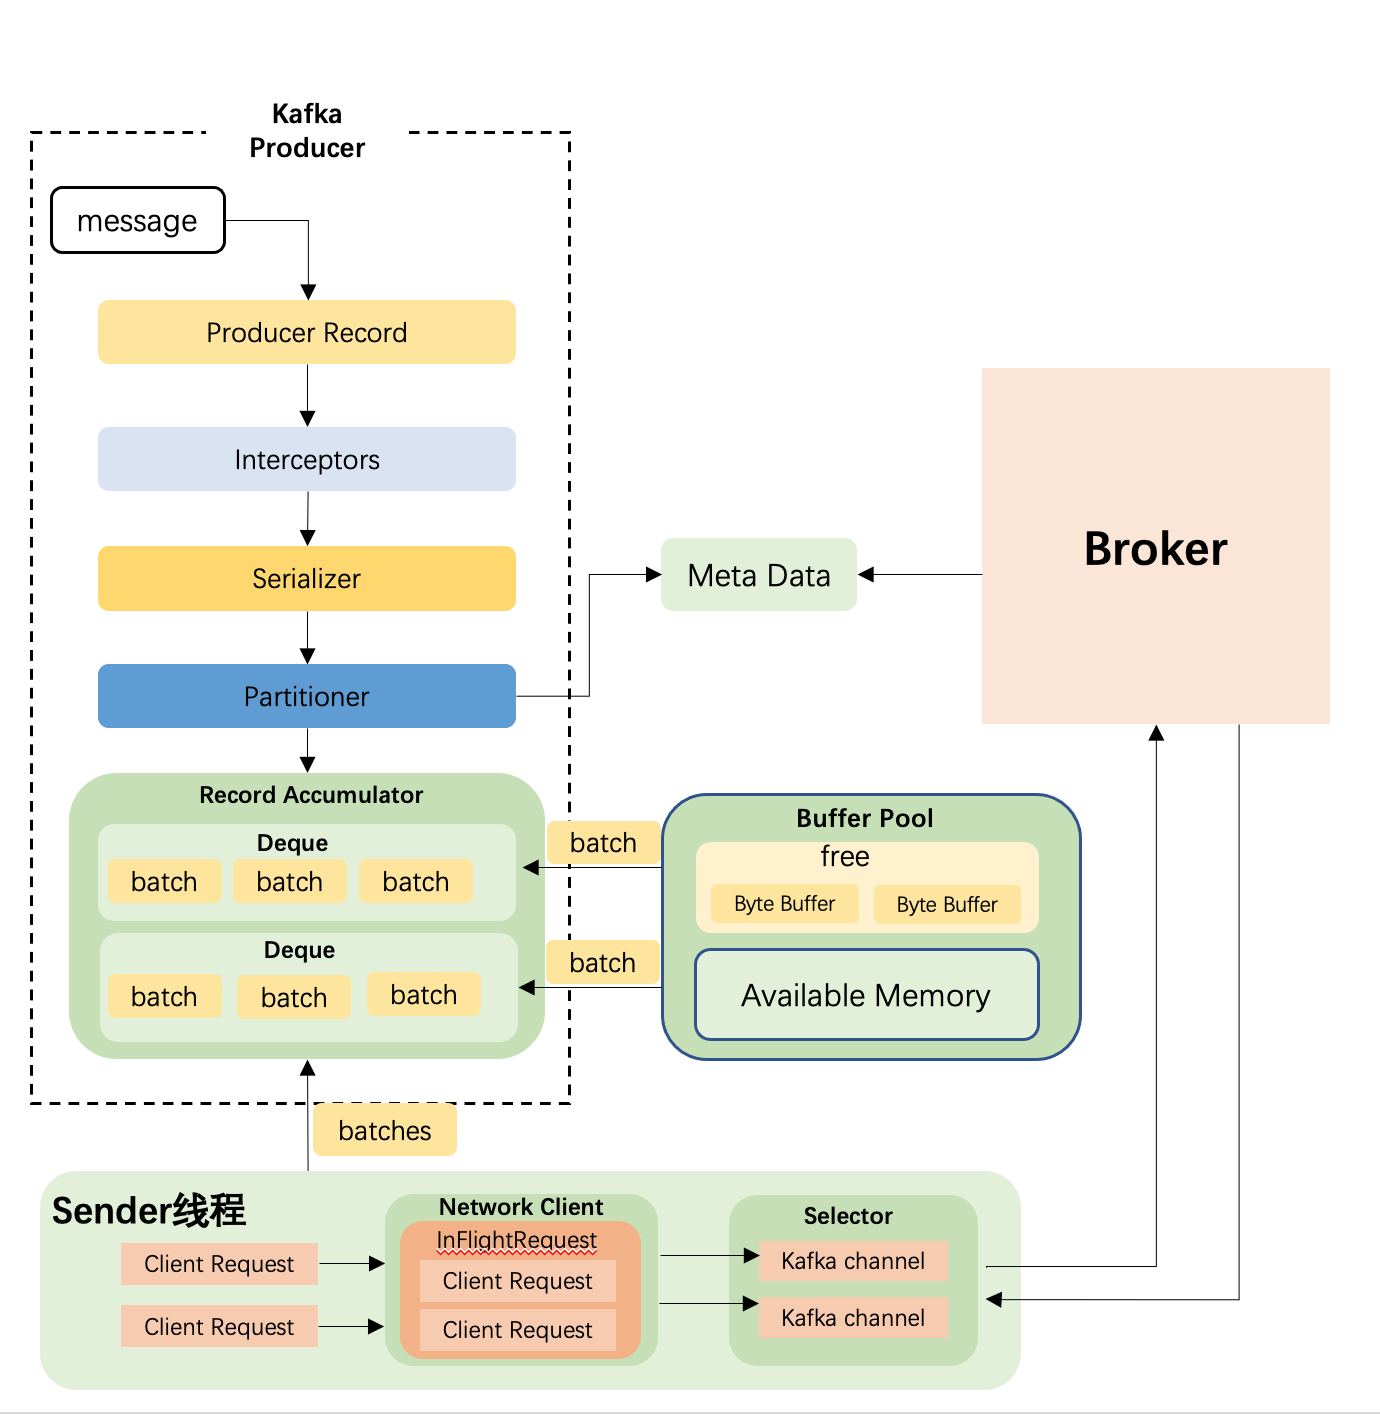 Kafka
Producer
message
Producer Record
Interceptors
Serializer
Partitioner
Meta Data
Broker
Record Accumulator
Deque
batch batch batch
Deque
batch batch batch
batch
batch
Buffer Pool
free
Byte Buffer Byte Buffer
Available Memory
batches
Sender线程
Client Request
Client Request
Network Client
InFlightRequest
Client Request
Client Request
Selector
Kafka channel
Kafka channel